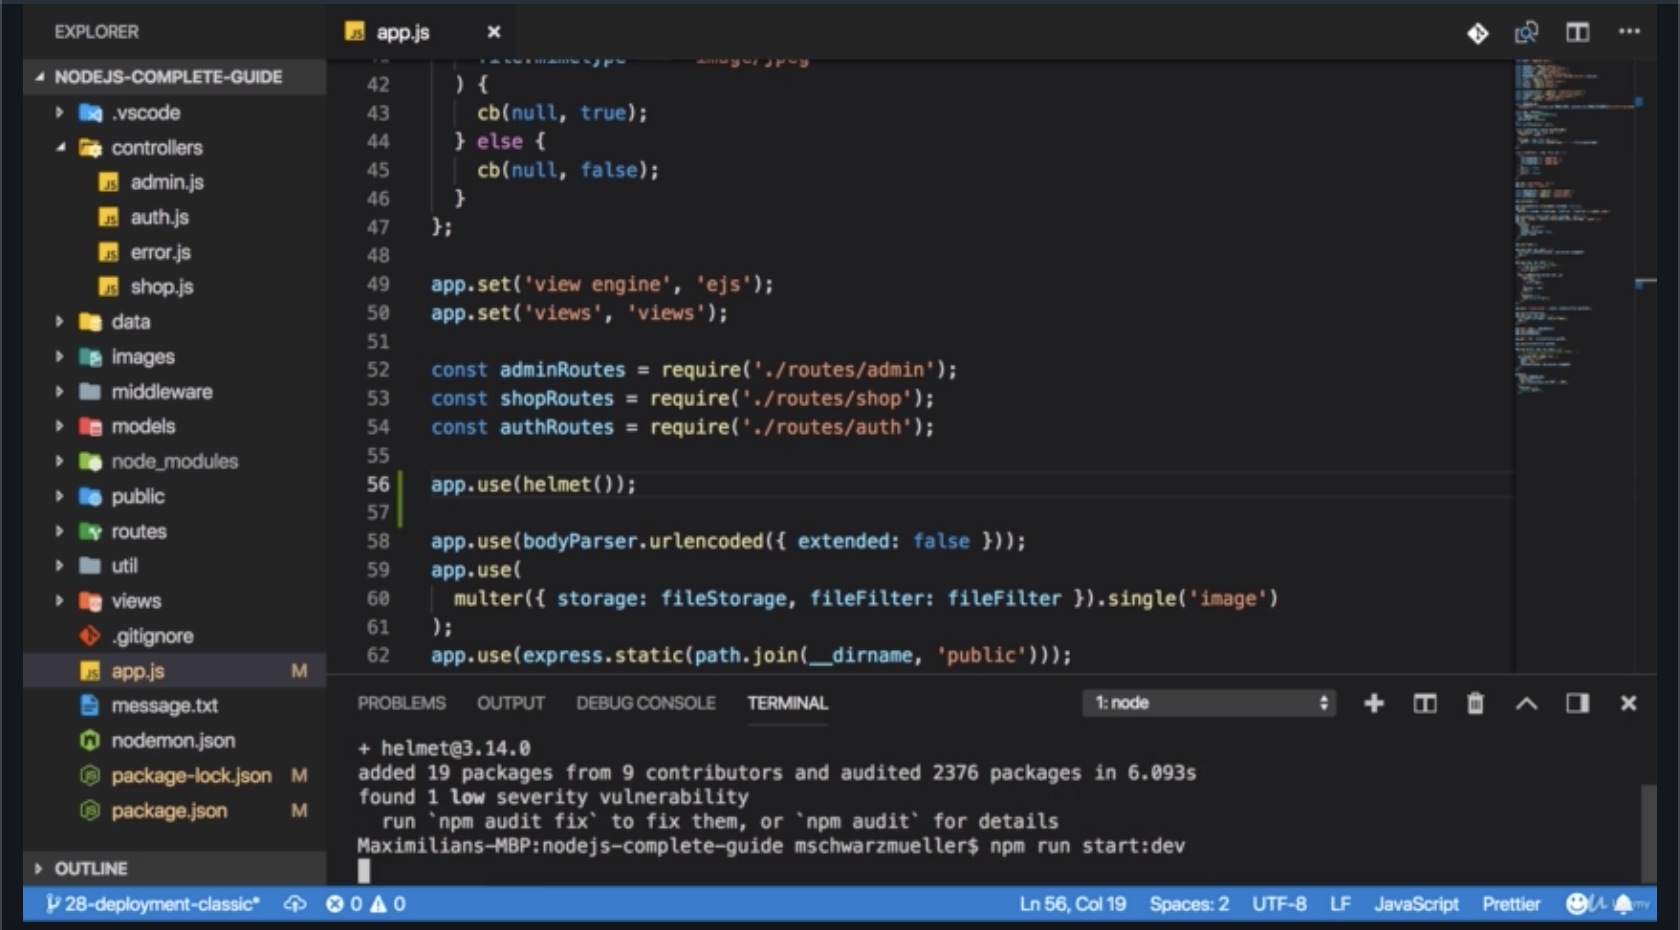 EXPLORER
NODEJS-COMPLETE-GUIDE
.vscode
controllers
admin.js
auth.js
error.js
shop.js
data
images
middleware
models
node_modules
public
routes
util
views
.gitignore
app.js M
message.txt
nodemon.json
package-lock.json M
package.json M
OUTLINE
app.js
42 ) {
43 cb(null, true);
44 } else {
45 cb(null, false);
46 }
47 };
48
49 app.set('view engine', 'ejs');
50 app.set('views', 'views');
51
52 const adminRoutes = require('./routes/admin');
53 const shopRoutes = require('./routes/shop');
54 const authRoutes = require('./routes/auth');
55
56 app.use(helmet());
57
58 app.use(bodyParser.urlencoded({ extended: false }));
59 app.use(
60 multer({ storage: fileStorage, fileFilter: fileFilter }).single('image')
61 );
62 app.use(express.static(path.join(__dirname, 'public')));
PROBLEMS OUTPUT DEBUG CONSOLE TERMINAL 1: node
+ helmet@3.14.0
added 19 packages from 9 contributors and audited 2376 packages in 6.093s
found 1 low severity vulnerability
run `npm audit fix` to fix them, or `npm audit` for details
Maximilians-MBP:nodejs-complete-guide mschwarzmueller$ npm run start:dev
28-deployment-classic* 0 0 Ln 56, Col 19 Spaces: 2 UTF-8 LF JavaScript Prettier